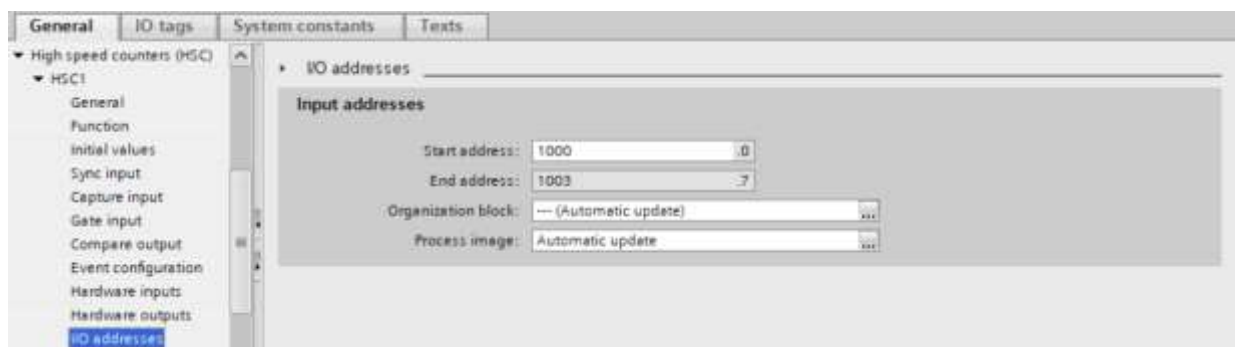 General IO tags System constants Texts
High speed counters (HSC)
HSC1
General
Function
Initial values
Sync input
Capture input
Gate input
Compare output
Event configuration
Hardware inputs
Hardware outputs
I/O addresses
I/O addresses
Input addresses
Start address: 1000 .0
End address: 1003 .7
Organization block: --- (Automatic update) ...
Process image: Automatic update ...